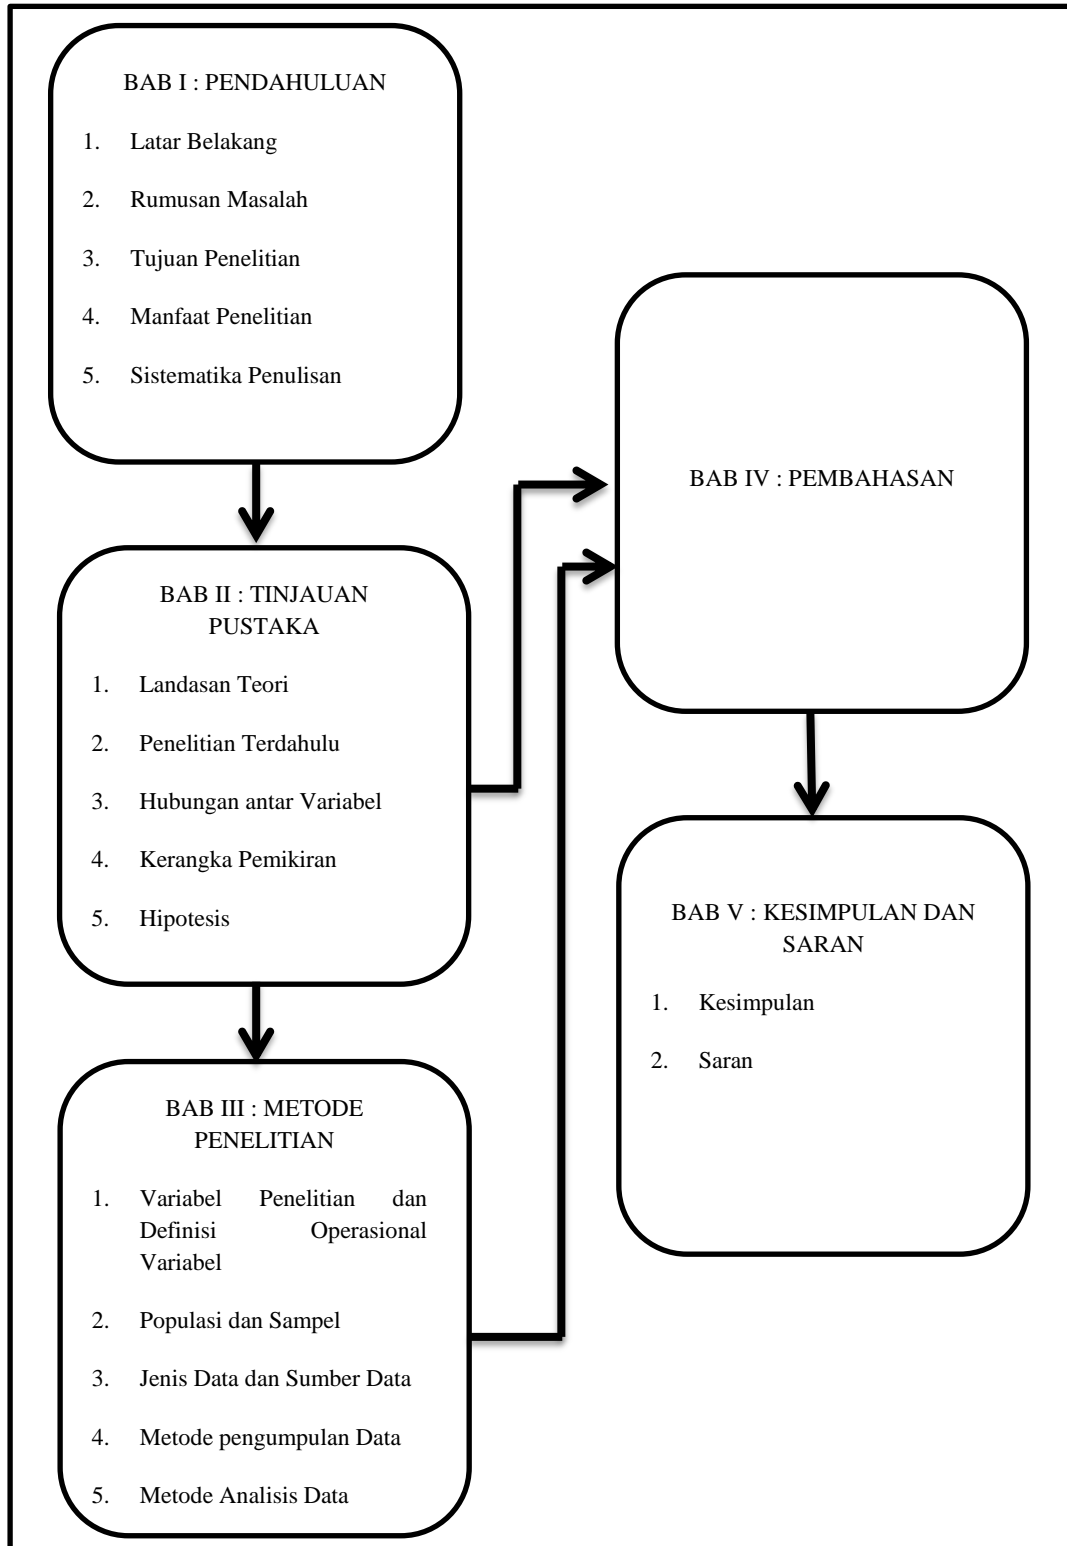 BAB I : PENDAHULUAN
1. Latar Belakang
2. Rumusan Masalah
3. Tujuan Penelitian
4. Manfaat Penelitian
5. Sistematika Penulisan
BAB II : TINJAUAN
PUSTAKA
1. Landasan Teori
2. Penelitian Terdahulu
3. Hubungan antar Variabel
4. Kerangka Pemikiran
5. Hipotesis
BAB III : METODE
PENELITIAN
1. Variabel Penelitian dan
Definisi Operasional
Variabel
2. Populasi dan Sampel
3. Jenis Data dan Sumber Data
4. Metode pengumpulan Data
5. Metode Analisis Data
BAB IV : PEMBAHASAN
BAB V : KESIMPULAN DAN
SARAN
1. Kesimpulan
2. Saran